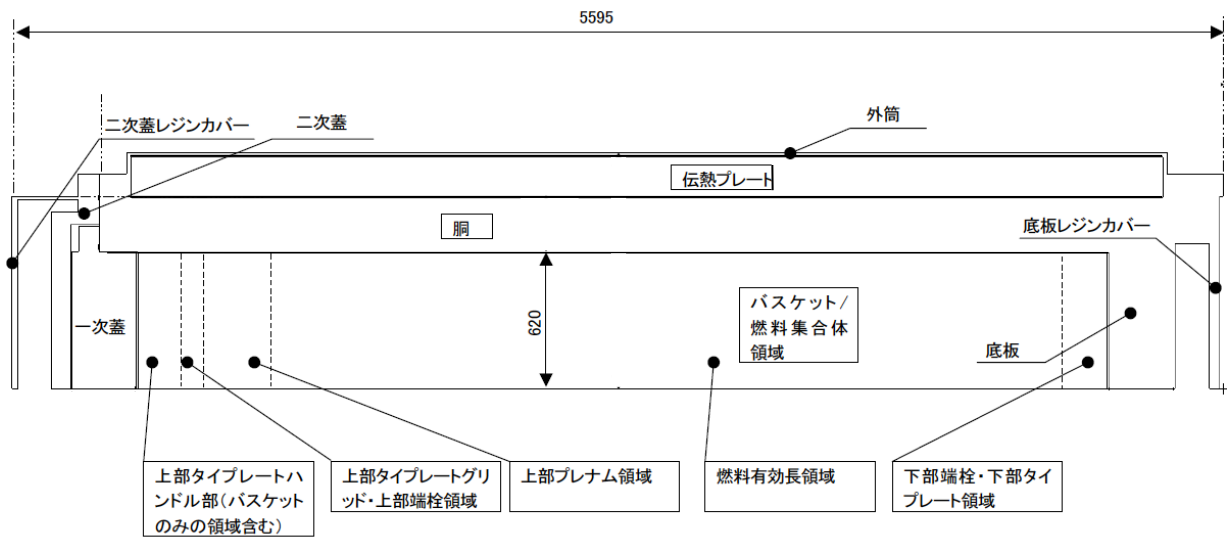 5595
二次蓋レジンカバー
二次蓋
外筒
伝熱プレート
胴
底板レジンカバー
一次蓋
620
バスケット/
燃料集合体
領域
底板
上部タイプレートハ
ンドル部(バスケット
のみの領域含む)
上部タイプレートグリ
ッド・上部端栓領域
上部プレナム領域
燃料有効長領域
下部端栓・下部タイ
プレート領域